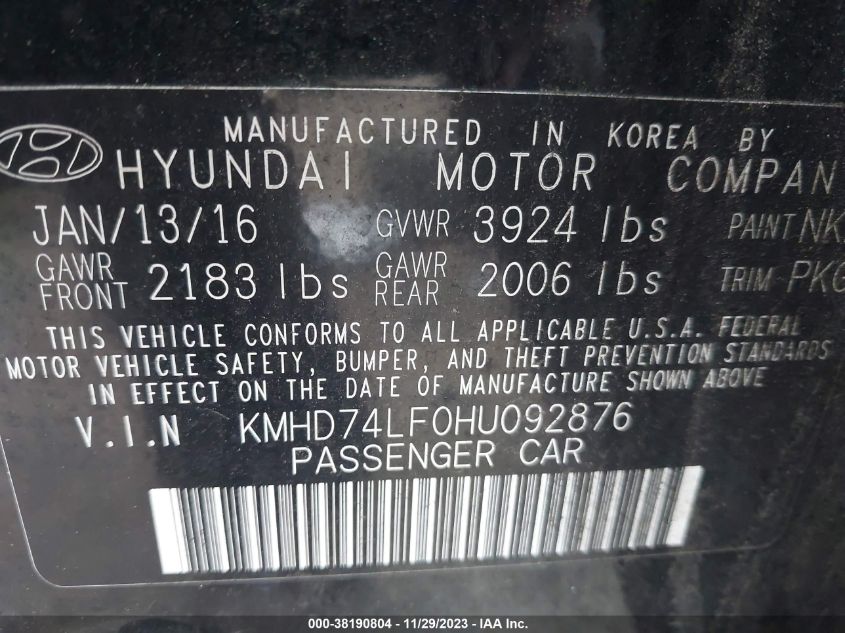 MANUFACTURED IN KOREA BY
HYUNDAI MOTOR COMPAN
JAN/13/16 GVWR 3924 lbs PAINT NK
GAWR FRONT 2183 lbs GAWR REAR 2006 lbs TRIM PKG
THIS VEHICLE CONFORMS TO ALL APPLICABLE U.S.A. FEDERAL
MOTOR VEHICLE SAFETY, BUMPER, AND THEFT PREVENTION STANDARDS
IN EFFECT ON THE DATE OF MANUFACTURE SHOWN ABOVE
V.I.N KMHD74LF0HU092876
PASSENGER CAR
000-38190804 - 11/29/2023 - IAA Inc.